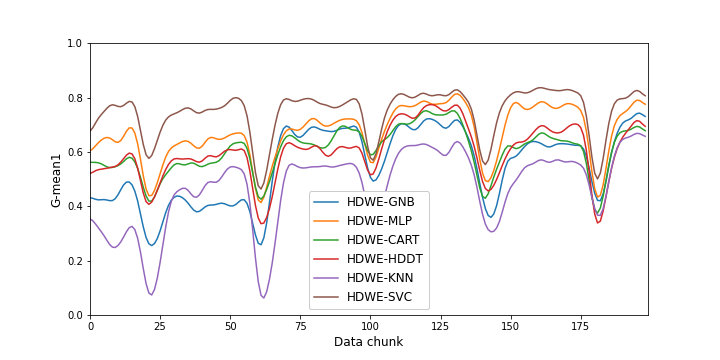 1.0
0.8
0.6
0.4
0.2
0.0
G-mean1
HDWE-GNB
HDWE-MLP
HDWE-CART
HDWE-HDDT
HDWE-KNN
HDWE-SVC
0 25 50 75 100 125 150 175
Data chunk